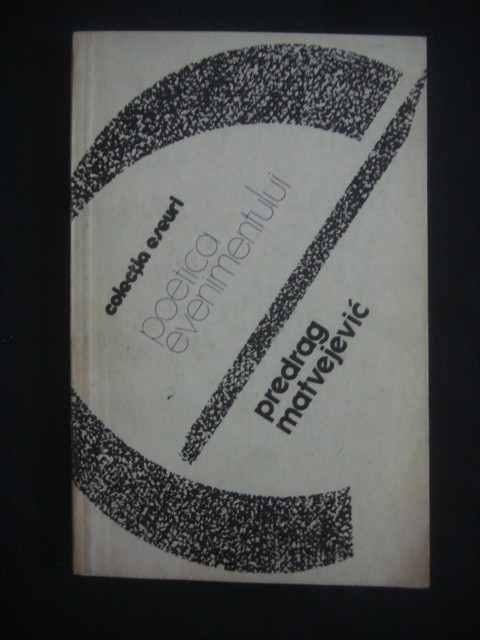 colecția eseuri
poetica
evenimentului
predrag
matvejević